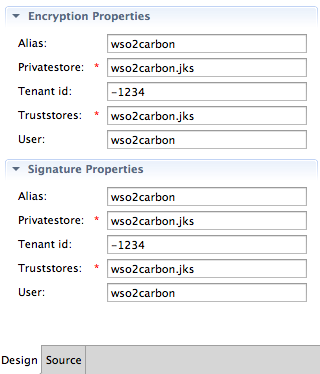 Encryption Properties
Alias: wso2carbon
Privatestore: * wso2carbon.jks
Tenant id: -1234
Truststores: * wso2carbon.jks
User: wso2carbon
Signature Properties
Alias: wso2carbon
Privatestore: * wso2carbon.jks
Tenant id: -1234
Truststores: * wso2carbon.jks
User: wso2carbon
Design Source